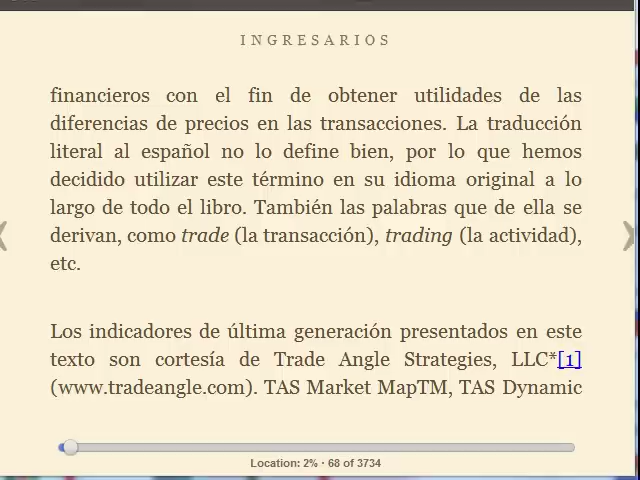 INGRESARIOS
financieros con el fin de obtener utilidades de las
diferencias de precios en las transacciones. La traducción
literal al español no lo define bien, por lo que hemos
decidido utilizar este término en su idioma original a lo
largo de todo el libro. También las palabras que de ella se
derivan, como trade (la transacción), trading (la actividad),
etc.
Los indicadores de última generación presentados en este
texto son cortesía de Trade Angle Strategies, LLC*[1]
(www.tradeangle.com). TAS Market MapTM, TAS Dynamic
Location: 2% · 68 of 3734